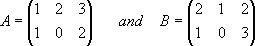 A = ( 1 2 3 ) and B = ( 2 1 2 )
( 1 0 2 ) ( 1 0 3 )